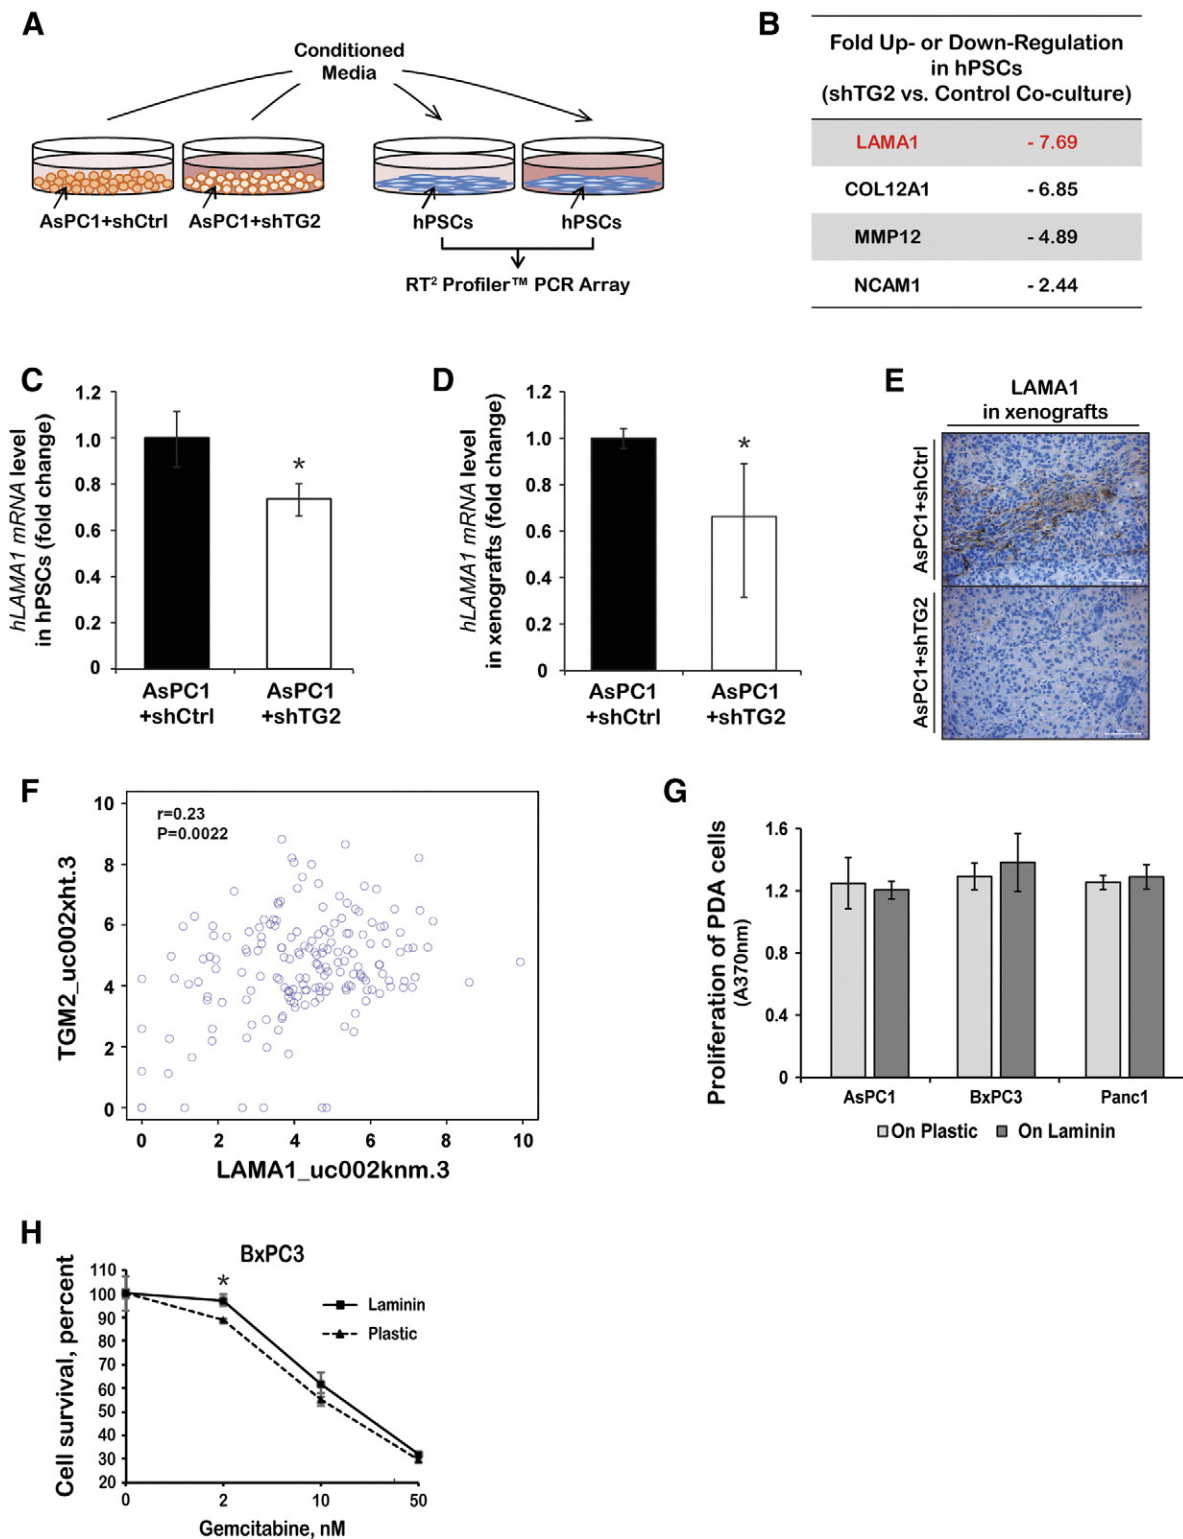 A
Conditioned
Media
AsPC1+shCtrl
AsPC1+shTG2
hPSCs
hPSCs
RT² Profiler™ PCR Array
B
Fold Up- or Down-Regulation
in hPSCs
(shTG2 vs. Control Co-culture)
LAMA1 - 7.69
COL12A1 - 6.85
MMP12 - 4.89
NCAM1 - 2.44
C
hLAMA1 mRNA level
in hPSCs (fold change)
1.2
1.0
0.8
0.6
0.4
0.2
0
*
AsPC1
+shCtrl
AsPC1
+shTG2
D
hLAMA1 mRNA level
in xenografts (fold change)
1.2
1.0
0.8
0.6
0.4
0.2
0
*
AsPC1
+shCtrl
AsPC1
+shTG2
E
LAMA1
in xenografts
AsPC1+shCtrl
AsPC1+shTG2
F
r=0.23
P=0.0022
TGM2_uc002xht.3
10
8
6
4
2
0
0 2 4 6 8 10
LAMA1_uc002knm.3
G
Proliferation of PDA cells
(A370nm)
1.6
1.2
0.8
0.4
0
AsPC1 BxPC3 Panc1
On Plastic On Laminin
H
BxPC3
Cell survival, percent
110
100
90
80
70
60
50
40
30
20
*
Laminin
Plastic
0 2 10 50
Gemcitabine, nM